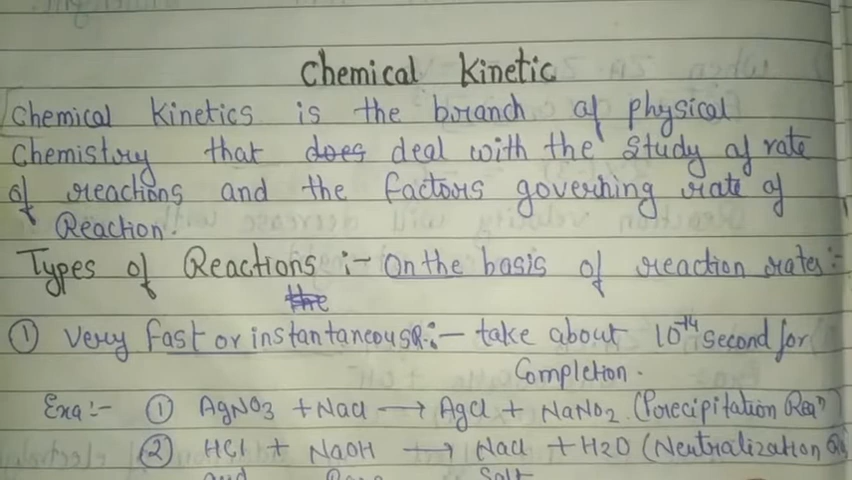 Chemical Kinetic
Chemical Kinetics is the branch of physical
Chemistry that does deal with the Study of rate
of reactions and the factors governing rate of
Reaction.
Types of Reactions :- On the basis of reaction rates:-
the
① Very fast or instantaneous R:- take about 10⁻¹⁴ second for
Completion.
Exa:- ① AgNO3 + Nacl → Agcl + NaNO2 (Precipitation Reaⁿ)
② HCl + NaOH → Nacl + H2O (Neutralization
Salt